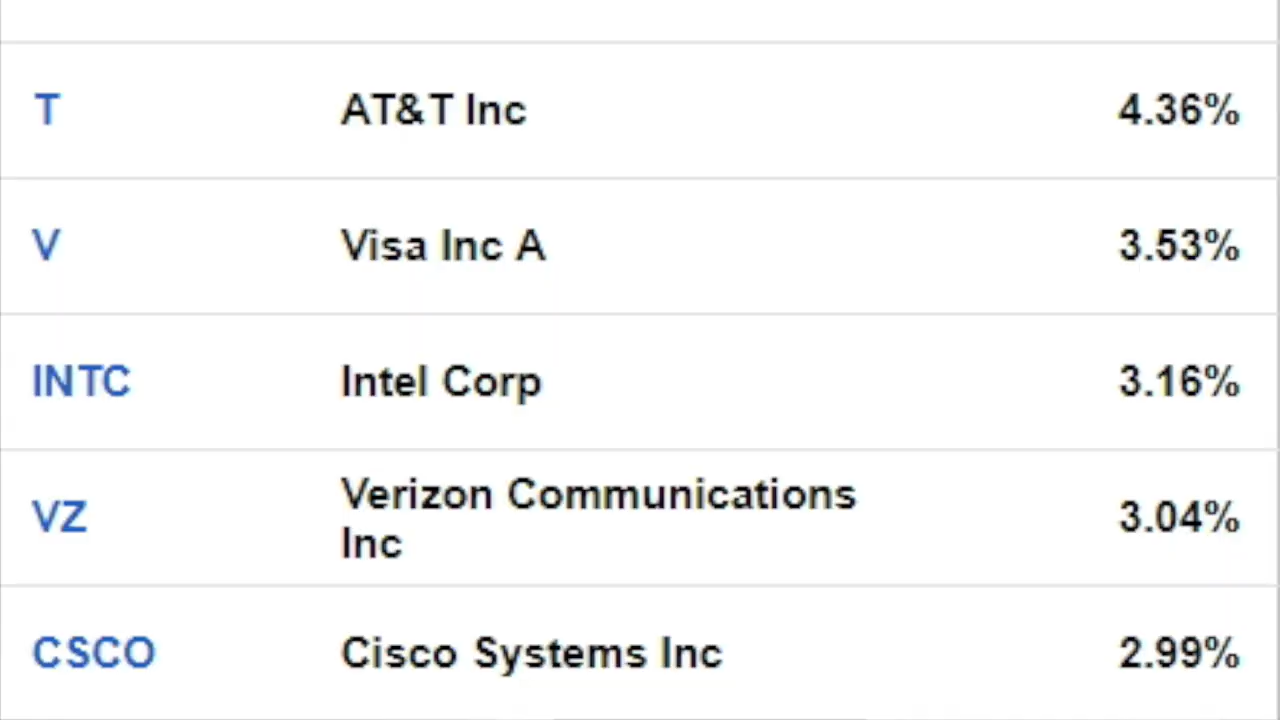 T AT&T Inc 4.36%
V Visa Inc A 3.53%
INTC Intel Corp 3.16%
VZ Verizon Communications Inc 3.04%
CSCO Cisco Systems Inc 2.99%